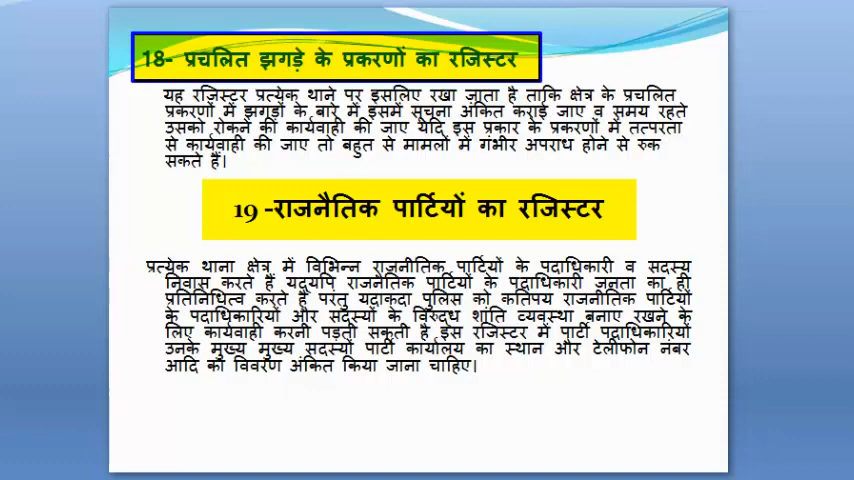 18- प्रचलित झगड़े के प्रकरणों का रजिस्टर
यह रजिस्टर प्रत्येक थाने पर इसलिए रखा जाता है ताकि क्षेत्र के प्रचलित
प्रकरणों में झगड़ों के बारे में इसमें सूचना अंकित कराई जाए व समय रहते
उसको रोकने की कार्यवाही की जाए यदि इस प्रकार के प्रकरणों में तत्परता
से कार्यवाही की जाए तो बहुत से मामलों में गंभीर अपराध होने से रुक
सकते हैं।
19 -राजनैतिक पार्टियों का रजिस्टर
प्रत्येक थाना क्षेत्र में विभिन्न राजनीतिक पार्टियों के पदाधिकारी व सदस्य
निवास करते हैं यद्यपि राजनैतिक पार्टियों के पदाधिकारी जनता का ही
प्रतिनिधित्व करते है परंतु यदाकदा पुलिस को कतिपय राजनीतिक पार्टियों
के पदाधिकारियों और सदस्यों के विरुद्ध शांति व्यवस्था बनाए रखने के
लिए कार्यवाही करनी पड़ती सकती है इस रजिस्टर में पार्टी पदाधिकारियों
उनके मुख्य मुख्य सदस्यों पार्टी कार्यालय का स्थान और टेलीफोन नंबर
आदि का विवरण अंकित किया जाना चाहिए।